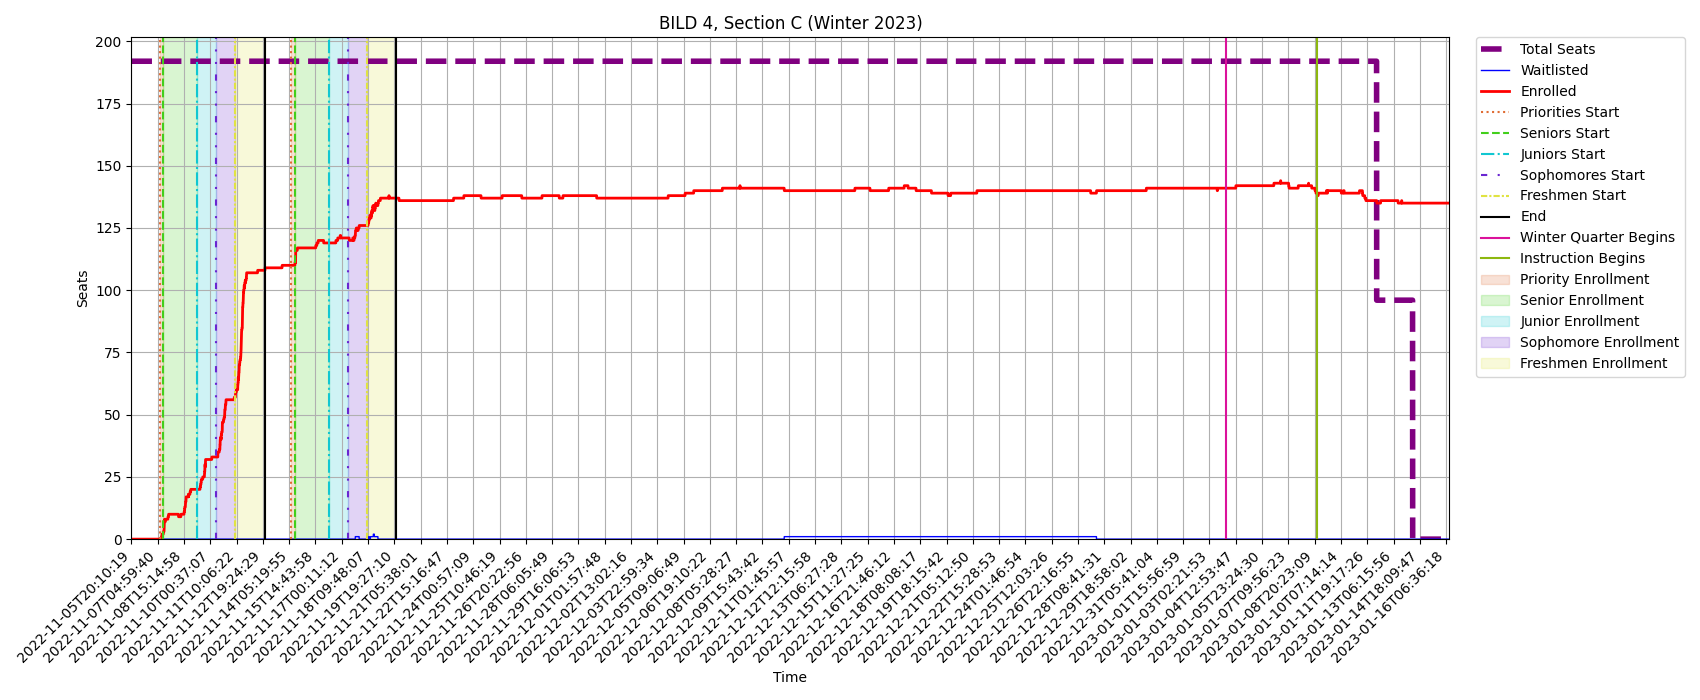 BILD 4, Section C (Winter 2023)
Seats
200
175
150
125
100
75
50
25
0
2022-11-05T20:10:19
2022-11-07T04:59:40
2022-11-08T15:14:58
2022-11-10T00:37:07
2022-11-11T10:06:22
2022-11-12T19:24:29
2022-11-14T05:19:55
2022-11-15T14:43:58
2022-11-17T00:11:12
2022-11-18T09:48:07
2022-11-19T19:27:10
2022-11-21T05:38:01
2022-11-22T15:16:47
2022-11-24T00:57:09
2022-11-25T10:46:19
2022-11-26T20:22:56
2022-11-28T06:05:49
2022-11-29T16:06:53
2022-12-01T01:57:48
2022-12-02T13:02:16
2022-12-03T22:59:34
2022-12-05T09:06:49
2022-12-06T19:10:22
2022-12-08T05:28:27
2022-12-09T15:43:42
2022-12-11T01:45:57
2022-12-12T12:15:58
2022-12-13T06:27:28
2022-12-15T11:27:25
2022-12-16T21:46:12
2022-12-18T08:08:17
2022-12-19T18:15:42
2022-12-21T05:12:50
2022-12-22T15:28:53
2022-12-24T01:46:54
2022-12-25T12:03:26
2022-12-26T22:16:55
2022-12-28T08:41:31
2022-12-29T18:58:02
2022-12-31T05:41:04
2023-01-01T15:56:59
2023-01-03T02:21:53
2023-01-04T12:53:47
2023-01-05T23:24:30
2023-01-07T09:56:23
2023-01-08T20:23:09
2023-01-10T07:14:14
2023-01-11T19:17:26
2023-01-13T06:15:56
2023-01-14T18:09:47
2023-01-16T06:36:18
Time
Total Seats
Waitlisted
Enrolled
Priorities Start
Seniors Start
Juniors Start
Sophomores Start
Freshmen Start
End
Winter Quarter Begins
Instruction Begins
Priority Enrollment
Senior Enrollment
Junior Enrollment
Sophomore Enrollment
Freshmen Enrollment